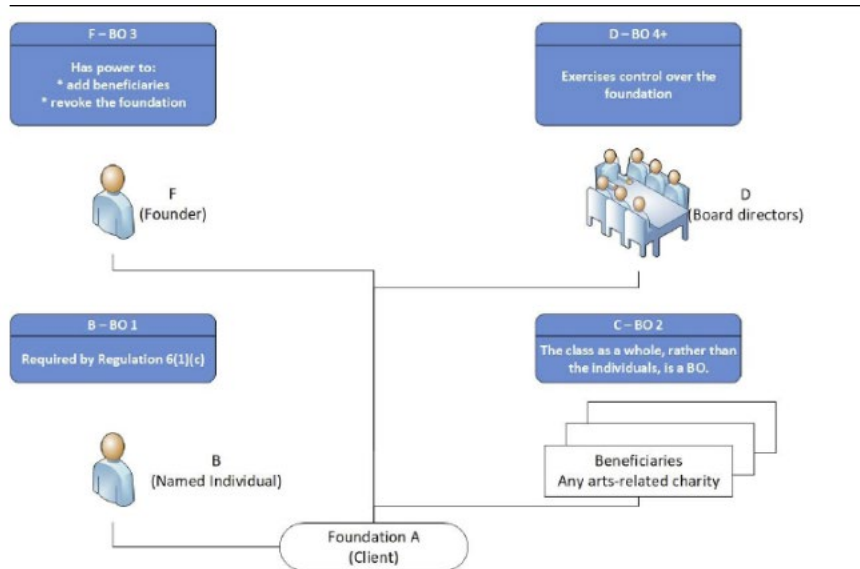 F – BO 3
Has power to:
* add beneficiaries
* revoke the foundation
D – BO 4+
Exercises control over the
foundation
F
(Founder)
D
(Board directors)
B – BO 1
Required by Regulation 6(1)(c)
C – BO 2
The class as a whole, rather than
the individuals, is a BO.
B
(Named Individual)
Beneficiaries
Any arts-related charity
Foundation A
(Client)